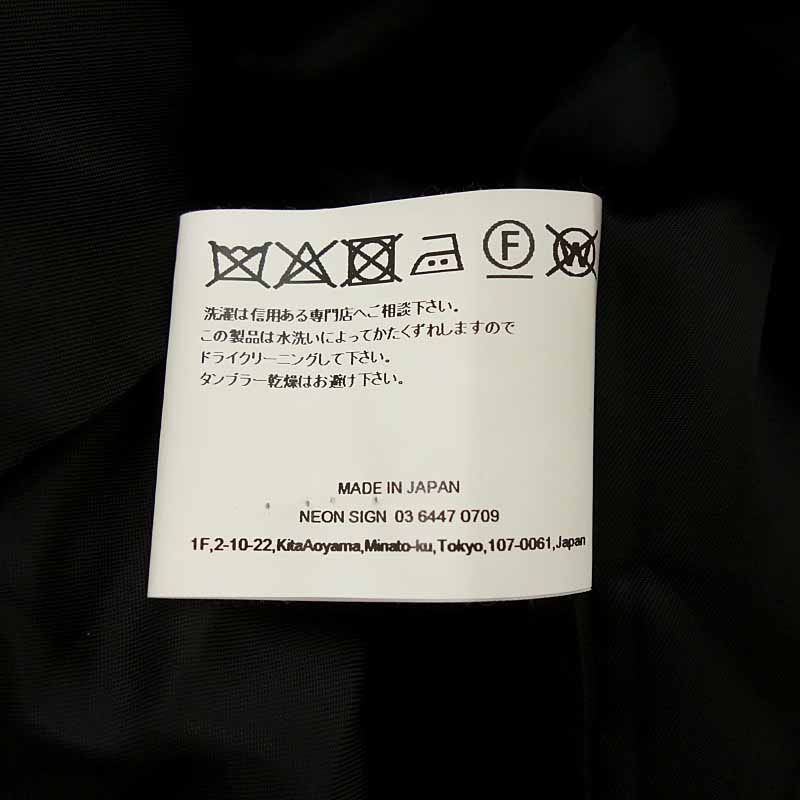 F W
洗濯は信用ある専門店へご相談下さい。
この製品は水洗いによってかたくずれしますので
ドライクリーニングして下さい。
タンブラー乾燥はお避け下さい。
MADE IN JAPAN
NEON SIGN 03 6447 0709
1F,2-10-22,KitaAoyama,Minato-ku,Tokyo,107-0061,Japan